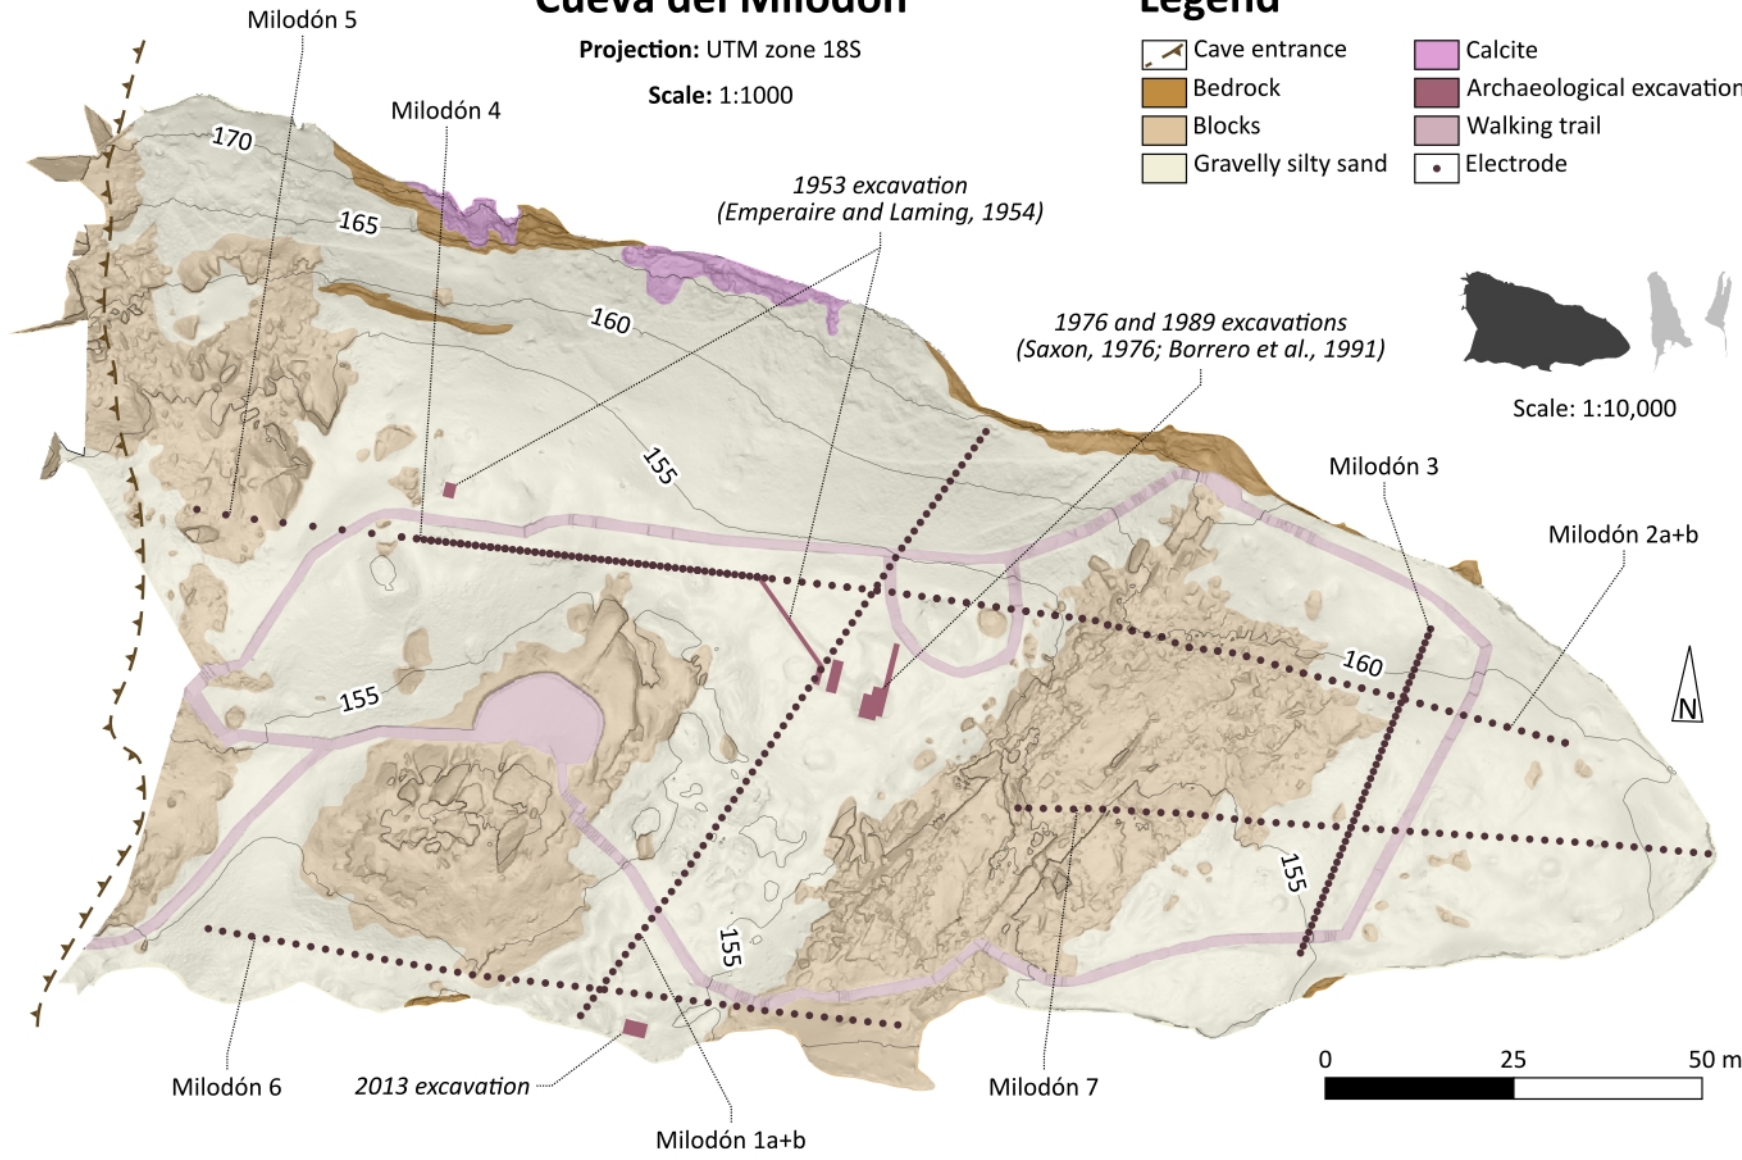 Cueva del Milodón
Projection: UTM zone 18S
Scale: 1:1000
Legend
Cave entrance
Bedrock
Blocks
Gravelly silty sand
Calcite
Archaeological excavation
Walking trail
Electrode
Milodón 5
Milodón 4
1953 excavation
(Emperaire and Laming, 1954)
1976 and 1989 excavations
(Saxon, 1976; Borrero et al., 1991)
Scale: 1:10,000
Milodón 3
Milodón 2a+b
170
165
160
155
160
155
155
155
N
0 25 50 m
Milodón 6
2013 excavation
Milodón 7
Milodón 1a+b